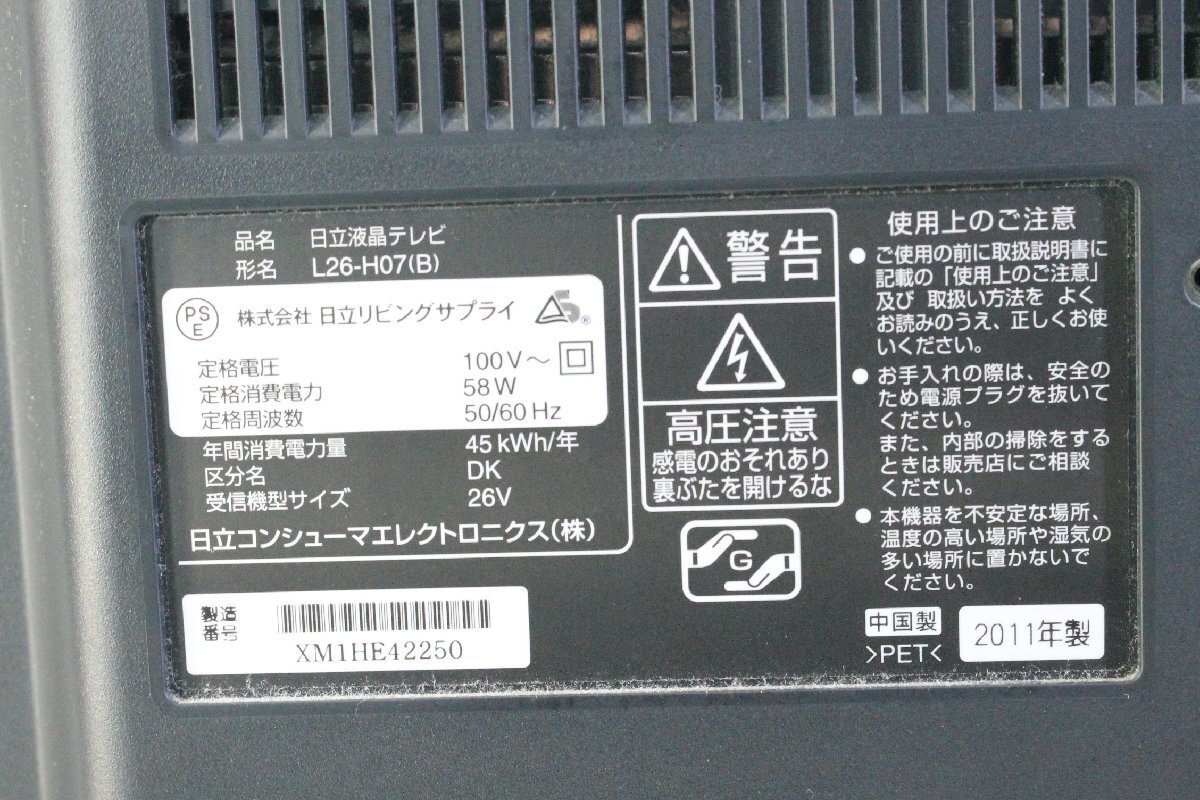 品名 日立液晶テレビ
形名 L26-H07(B)
PS
E
株式会社 日立リビングサプライ
S
®
定格電圧 100V～
定格消費電力 58W
定格周波数 50/60 Hz
年間消費電力量 45 kWh/年
区分名 DK
受信機型サイズ 26V
日立コンシューマエレクトロニクス(株)
製造
番号
XM1HE42250
警告
高圧注意
感電のおそれあり
裏ぶたを開けるな
G
使用上のご注意
● ご使用の前に取扱説明書に
記載の「使用上のご注意」
及び 取扱い方法を よく
お読みのうえ、正しくお使
いください。
● お手入れの際は、安全の
ため電源プラグを抜いて
ください。
また、内部の掃除をする
ときは販売店にご相談
ください。
● 本機器を不安定な場所、
温度の高い場所や湿気の
多い場所に置かないで
ください。
中国製
>PET<
2011年製